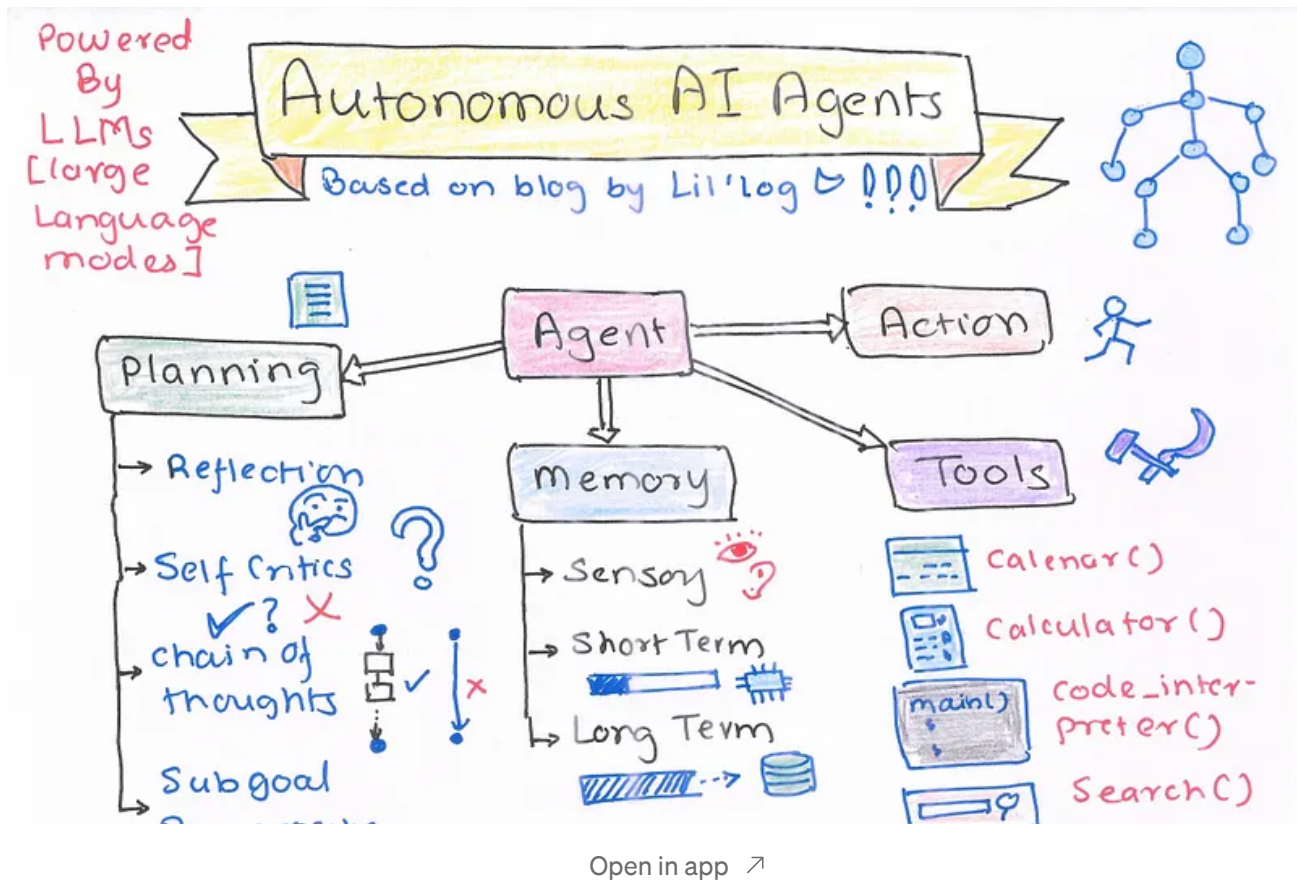 Powered
By
LLMs
[large
Language
modes]
Autonomous AI Agents
Based on blog by Lil'log !!!
Agent
Action
Planning
Reflection
?
Self Critics
? 
chain of
thoughts
Subgoal
Memory
Sensory
Short Term
Long Term
Tools
Calenar()
Calculator()
main()
code_inter-
preter()
Search()
Open in app ↗